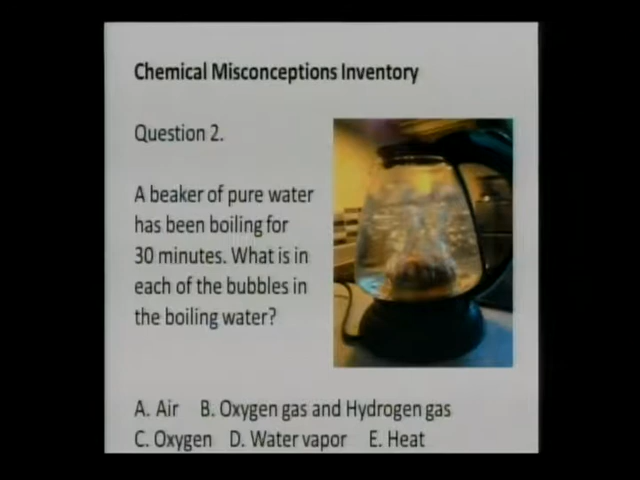 Chemical Misconceptions Inventory
Question 2.
A beaker of pure water
has been boiling for
30 minutes. What is in
each of the bubbles in
the boiling water?
A. Air B. Oxygen gas and Hydrogen gas
C. Oxygen D. Water vapor E. Heat